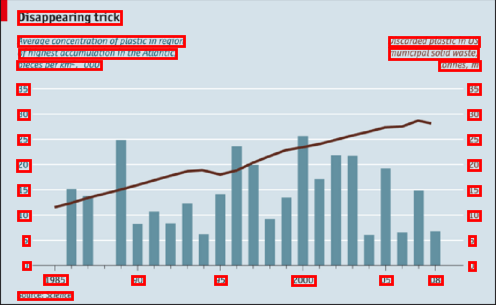 Disappearing trick
Average concentration of plastic in region
of highest accumulation in the Atlantic
pieces per km², '000
Discarded plastic in US
municipal solid waste,
tonnes, m
35 35
30 30
25 25
20 20
15 15
10 10
5 5
0 0
1985 90 95 2000 05 08
Source: Science